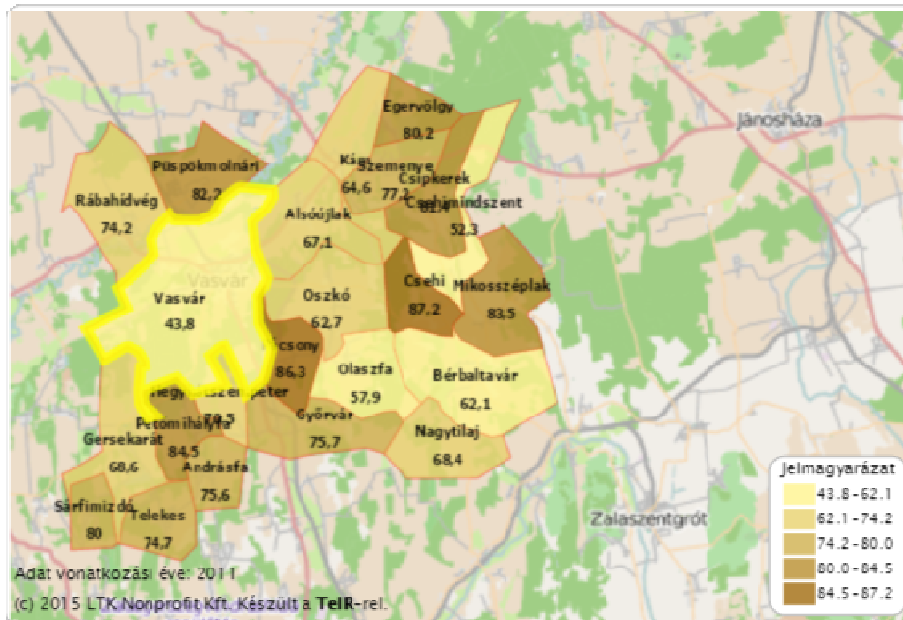 Egervölgy
80,2
Jánosháza
Püspökmolnári
82,2
Szemenye
64,6
77,1
Csipkerek
Rábahídvég
74,2
Alsóújlak
67,1
Csehimindszent
52,3
Vasvár
Vasvár
43,8
Csehi
87,2
Mikosszéplak
83,5
Oszkó
62,7
86,3
Olaszfa
57,9
Bérbaltavár
62,1
Petőmihályfa
84,5
Győrvár
75,7
Nagytilaj
68,4
Gersekarát
68,6
Andrásfa
75,6
Sárfimizdó
80
Telekes
74,7
Zalaszentgrót
Jelmagyarázat
43.8-62.1
62.1-74.2
74.2-80.0
80.0-84.5
84.5-87.2
Adat vonatkozási éve: 2011
(c) 2015 LTK Nonprofit Kft. Készült a TeIR-rel.